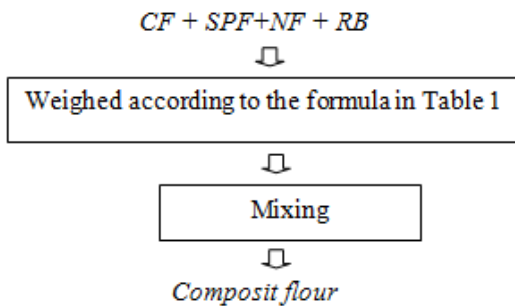 CF + SPF+NF + RB
Weighed according to the formula in Table 1
Mixing
Composit flour